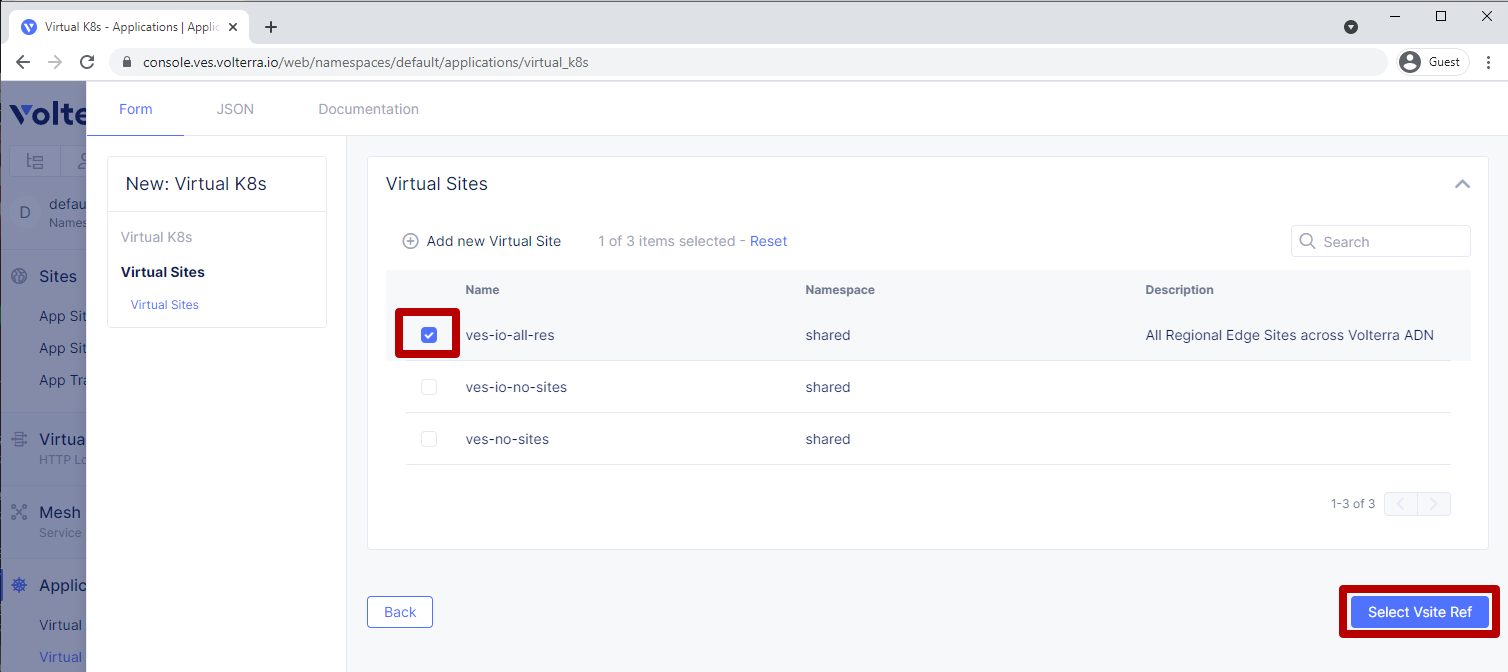 Virtual K8s - Applications | Applic
console.ves.volterra.io/web/namespaces/default/applications/virtual_k8s
Guest
Volte
Form
JSON
Documentation
D
defau
Names
Sites
App Sit
App Sit
App Tra
Virtua
HTTP Lo
Mesh
Service
Applic
Virtual
Virtual
New: Virtual K8s
Virtual K8s
Virtual Sites
Virtual Sites
Virtual Sites
Add new Virtual Site
1 of 3 items selected - Reset
Search
Name Namespace Description
ves-io-all-res shared All Regional Edge Sites across Volterra ADN
ves-io-no-sites shared
ves-no-sites shared
1-3 of 3
Back
Select Vsite Ref